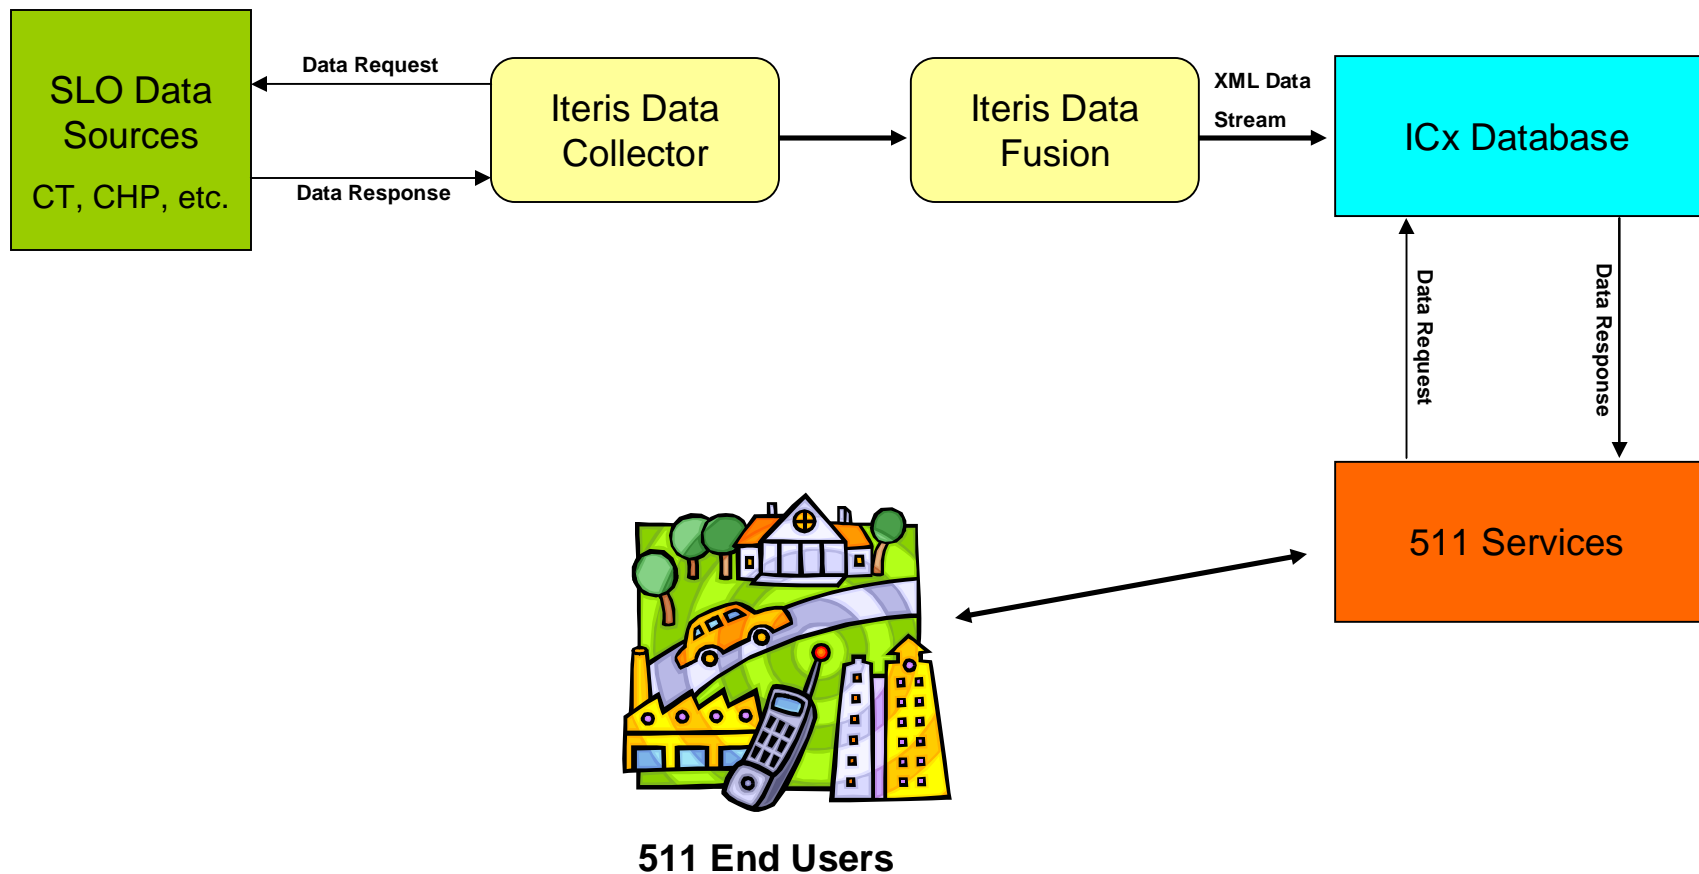 SLO Data
Sources
CT, CHP, etc.
Data Request
Data Response
Iteris Data
Collector
Iteris Data
Fusion
XML Data
Stream
ICx Database
Data Request
Data Response
511 Services
511 End Users